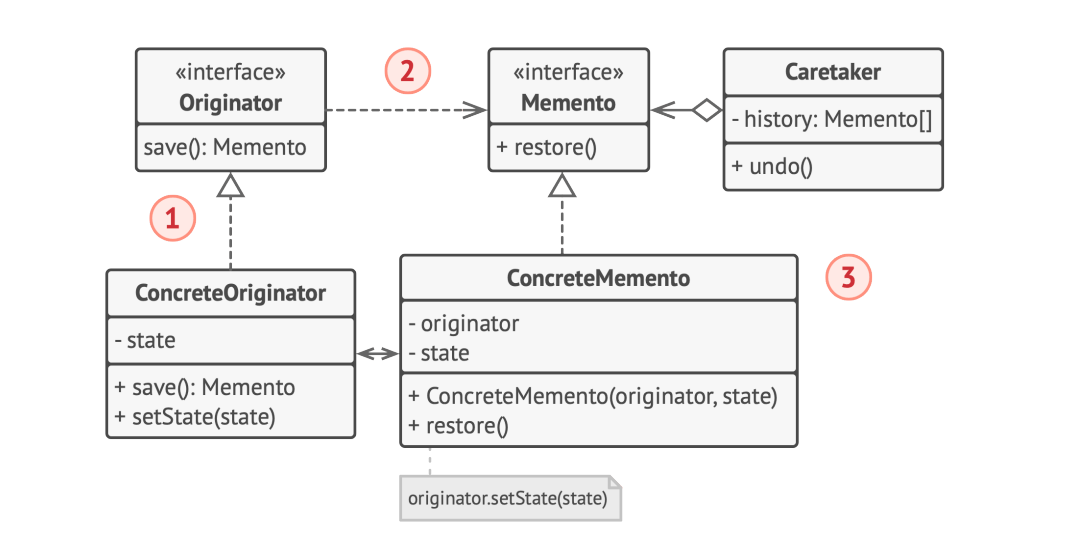 «interface»
Originator
save(): Memento
2
«interface»
Memento
+ restore()
Caretaker
- history: Memento[]
+ undo()
1
ConcreteOriginator
- state
+ save(): Memento
+ setState(state)
ConcreteMemento
- originator
- state
+ ConcreteMemento(originator, state)
+ restore()
3
originator.setState(state)